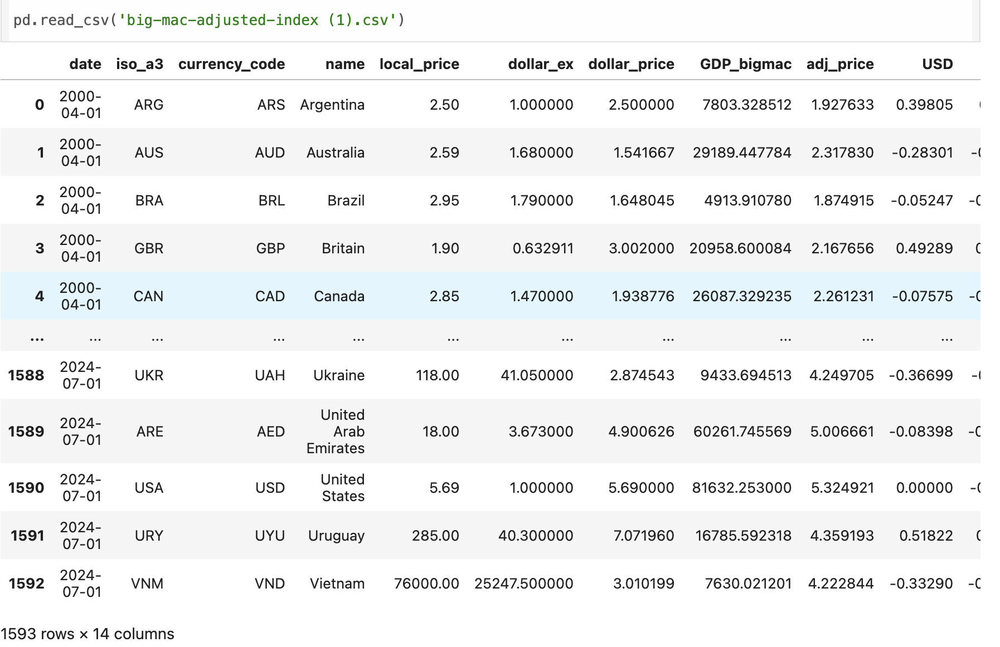 pd.read_csv('big-mac-adjusted-index (1).csv')
date iso_a3 currency_code name local_price dollar_ex dollar_price GDP_bigmac adj_price USD
0 2000-04-01 ARG ARS Argentina 2.50 1.000000 2.500000 7803.328512 1.927633 0.39805
1 2000-04-01 AUS AUD Australia 2.59 1.680000 1.541667 29189.447784 2.317830 -0.28301
2 2000-04-01 BRA BRL Brazil 2.95 1.790000 1.648045 4913.910780 1.874915 -0.05247
3 2000-04-01 GBR GBP Britain 1.90 0.632911 3.002000 20958.600084 2.167656 0.49289
4 2000-04-01 CAN CAD Canada 2.85 1.470000 1.938776 26087.329235 2.261231 -0.07575
... ... ... ... ... ... ... ... ... ... ...
1588 2024-07-01 UKR UAH Ukraine 118.00 41.050000 2.874543 9433.694513 4.249705 -0.36699
1589 2024-07-01 ARE AED United Arab Emirates 18.00 3.673000 4.900626 60261.745569 5.006661 -0.08398
1590 2024-07-01 USA USD United States 5.69 1.000000 5.690000 81632.253000 5.324921 0.00000
1591 2024-07-01 URY UYU Uruguay 285.00 40.300000 7.071960 16785.592318 4.359193 0.51822
1592 2024-07-01 VNM VND Vietnam 76000.00 25247.500000 3.010199 7630.021201 4.222844 -0.33290
1593 rows × 14 columns